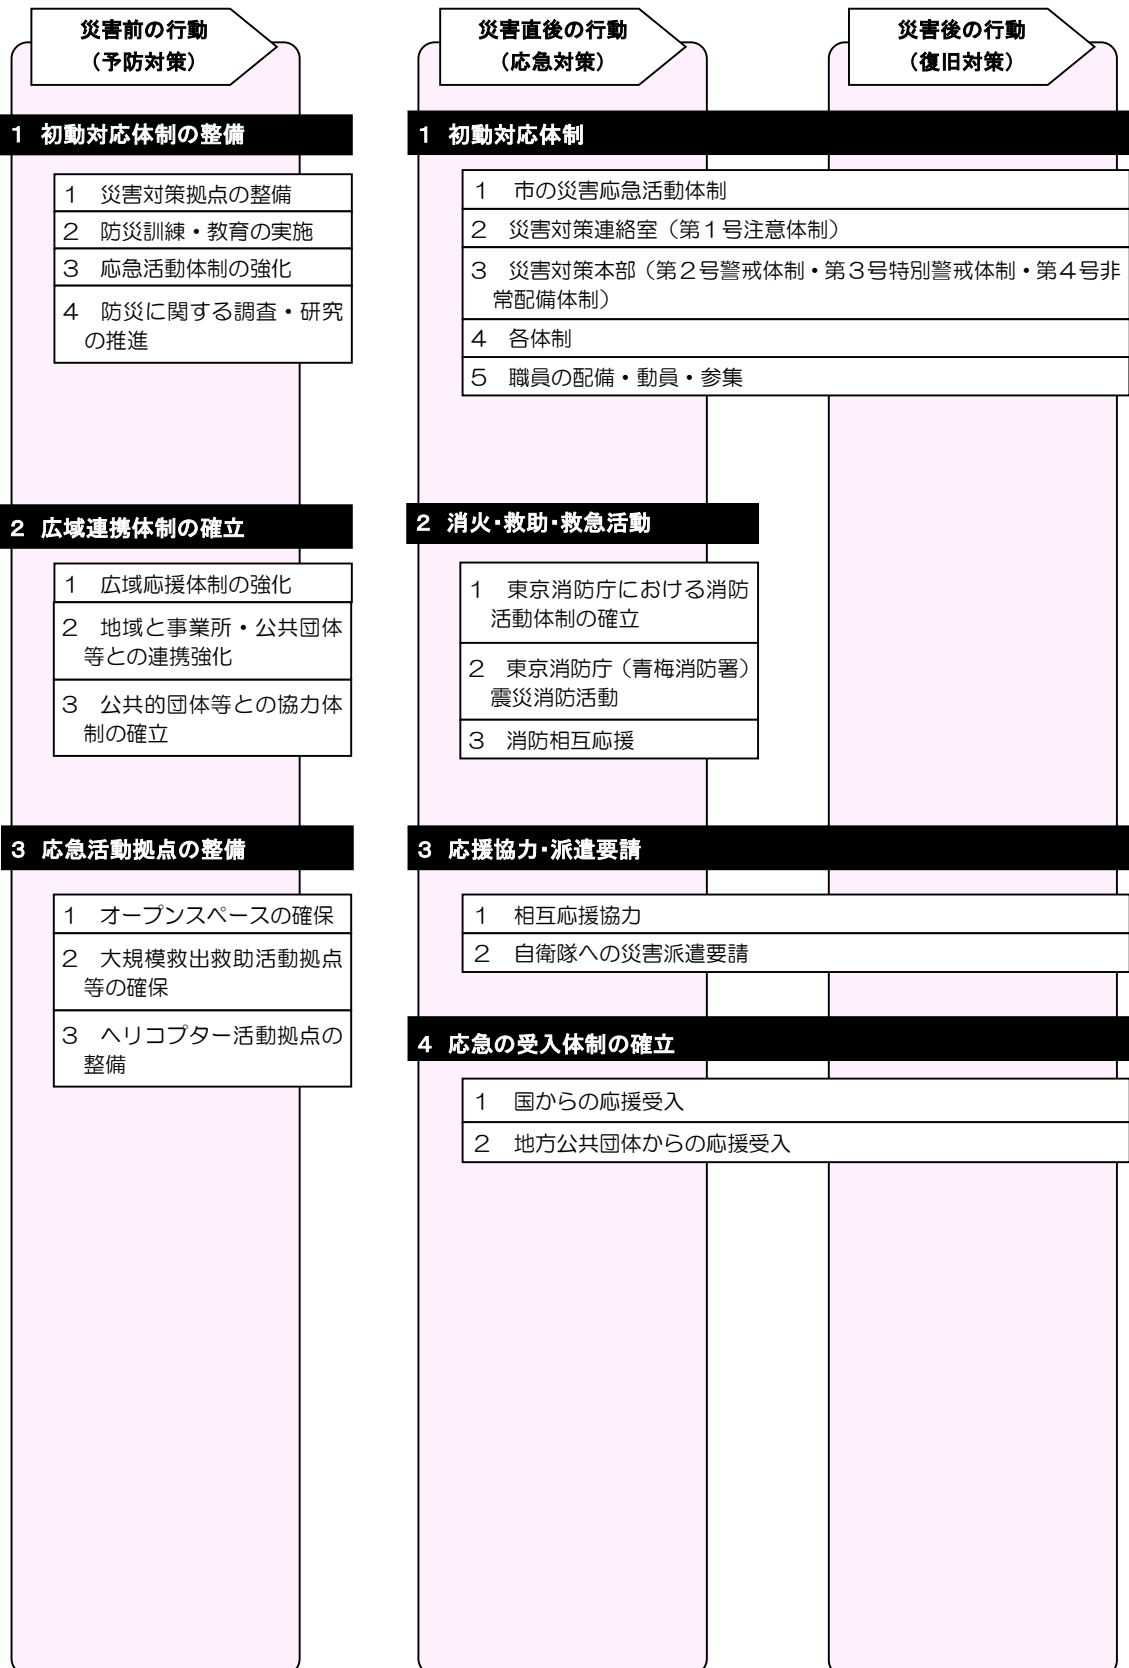 災害前の行動
（予防対策）
災害直後の行動
（応急対策）
災害後の行動
（復旧対策）
1 初動対応体制の整備
1 災害対策拠点の整備
2 防災訓練・教育の実施
3 応急活動体制の強化
4 防災に関する調査・研究
の推進
1 初動対応体制
1 市の災害応急活動体制
2 災害対策連絡室（第１号注意体制）
3 災害対策本部（第２号警戒体制・第３号特別警戒体制・第４号非
常配備体制）
4 各体制
5 職員の配備・動員・参集
2 広域連携体制の確立
1 広域応援体制の強化
2 地域と事業所・公共団体
等との連携強化
3 公共的団体等との協力体
制の確立
2 消火・救助・救急活動
1 東京消防庁における消防
活動体制の確立
2 東京消防庁（青梅消防署）
震災消防活動
3 消防相互応援
3 応急活動拠点の整備
1 オープンスペースの確保
2 大規模救出救助活動拠点
等の確保
3 ヘリコプター活動拠点の
整備
3 応援協力・派遣要請
1 相互応援協力
2 自衛隊への災害派遣要請
4 応急の受入体制の確立
1 国からの応援受入
2 地方公共団体からの応援受入